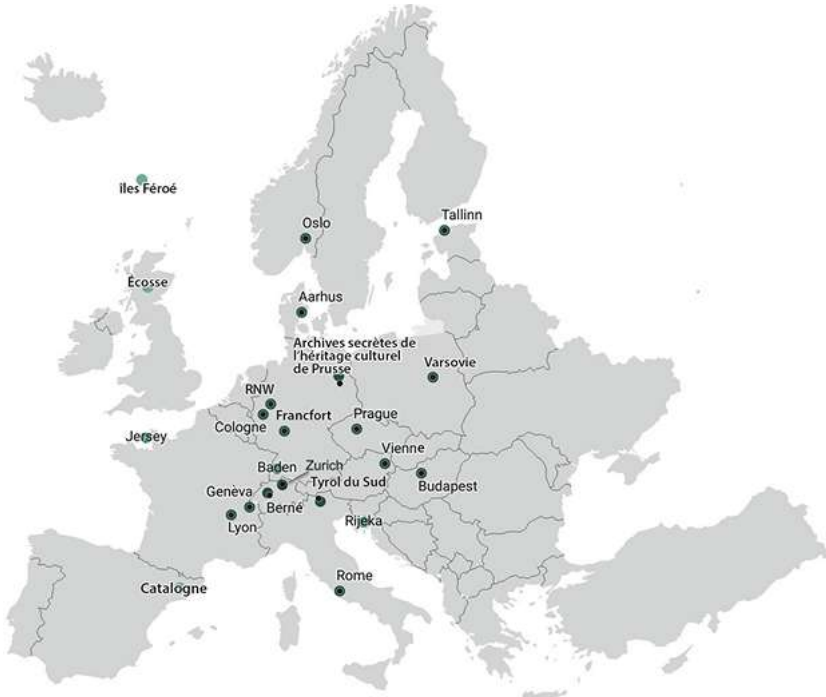 îles Féroé
Oslo
Tallinn
Écosse
Aarhus
Archives secrètes de
l'héritage culturel
de Prusse
Varsovie
RNW
Cologne
Francfort
Prague
Jersey
Vienne
Baden
Zurich
Genèva
Berne
Tyrol du Sud
Budapest
Lyon
Rijeka
Catalogne
Rome